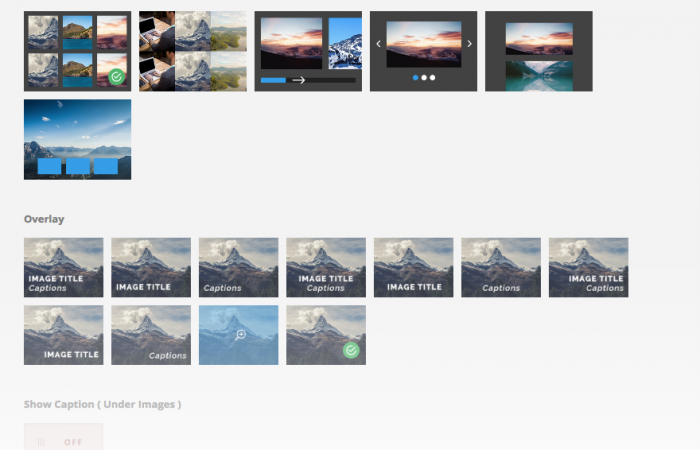 Overlay
IMAGE TITLE
Captions
IMAGE TITLE
Captions
IMAGE TITLE
Captions
IMAGE TITLE
Captions
IMAGE TITLE
Captions
IMAGE TITLE
Captions
Show Caption ( Under Images )
OFF